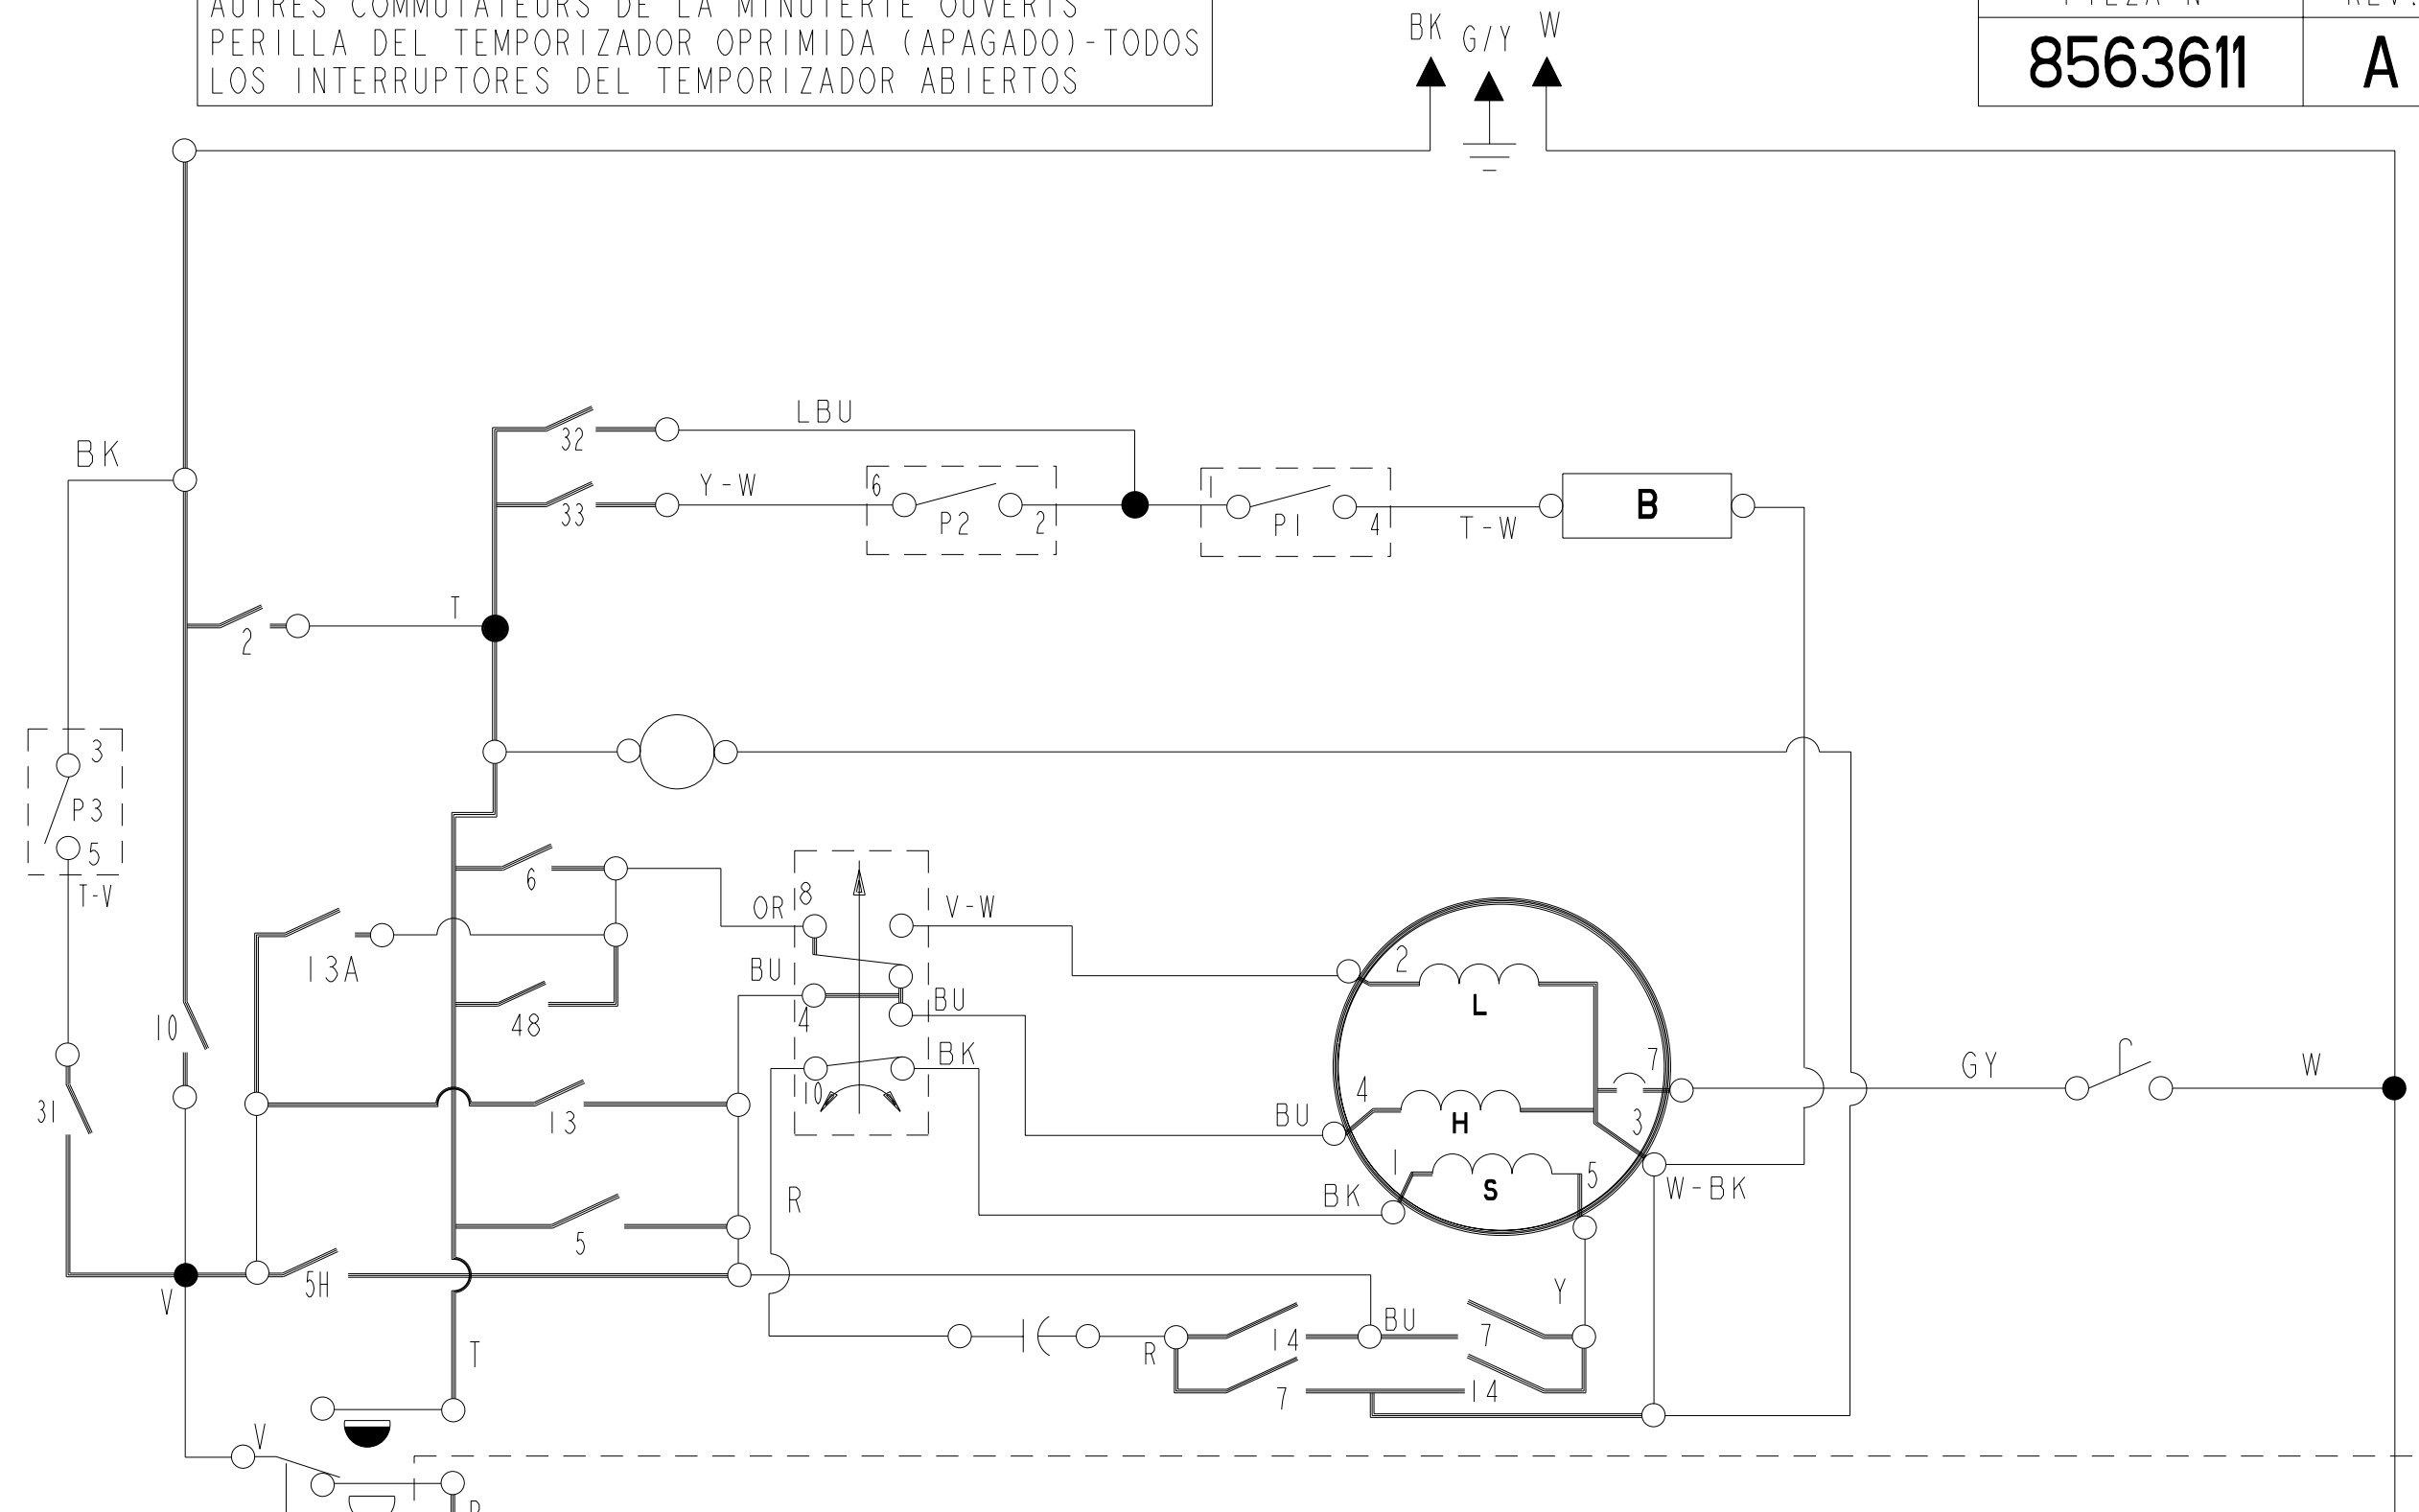 AUTRES COMMUTATEURS DE LA MINUTERIE OUVERTS
PERILLA DEL TEMPORIZADOR OPRIMIDA (APAGADO)-TODOS
LOS INTERRUPTORES DEL TEMPORIZADOR ABIERTOS
BK G/Y W
8563611 A
LBU
32
BK
Y-W
6
33
P2
2
1
P1
4
T-W
B
T
2
3
P3
5
T-V
6
OR
8
V-W
13A
2
BU
BU
L
48
4
10
BK
7
GY
W
4
10
31
13
BU
H
3
1
5
R
BK
S
W-BK
5
5H
V
Y
T
14
BU
7
R
7
14
V